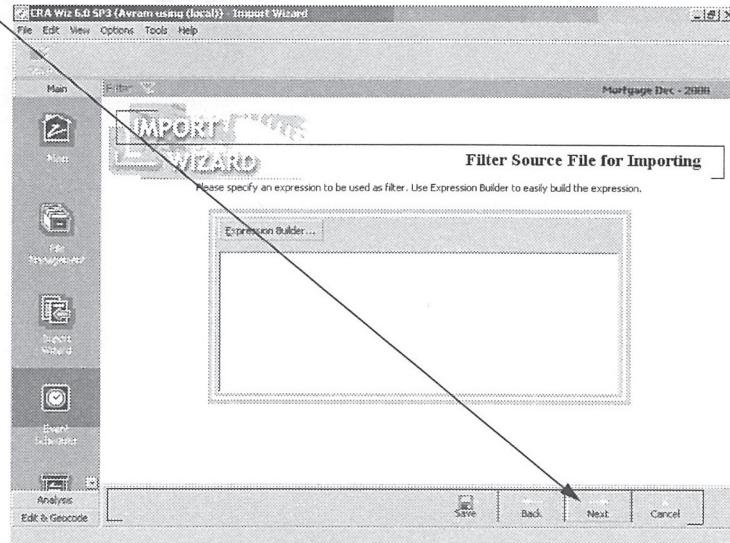 CRA Wiz 6.0 SP3 {Avram using (local)} - Import Wizard
File Edit View Options Tools Help
Main
Filter
Mortgage Dec - 2000
IMPORT
WIZARD
Filter Source File for Importing
Please specify an expression to be used as filter. Use Expression Builder to easily build the expression.
Expression Builder...
Main
File
Management
Import
Wizard
Event
Scheduler
Analysis
Edit & Geocode
Save Back Next Cancel